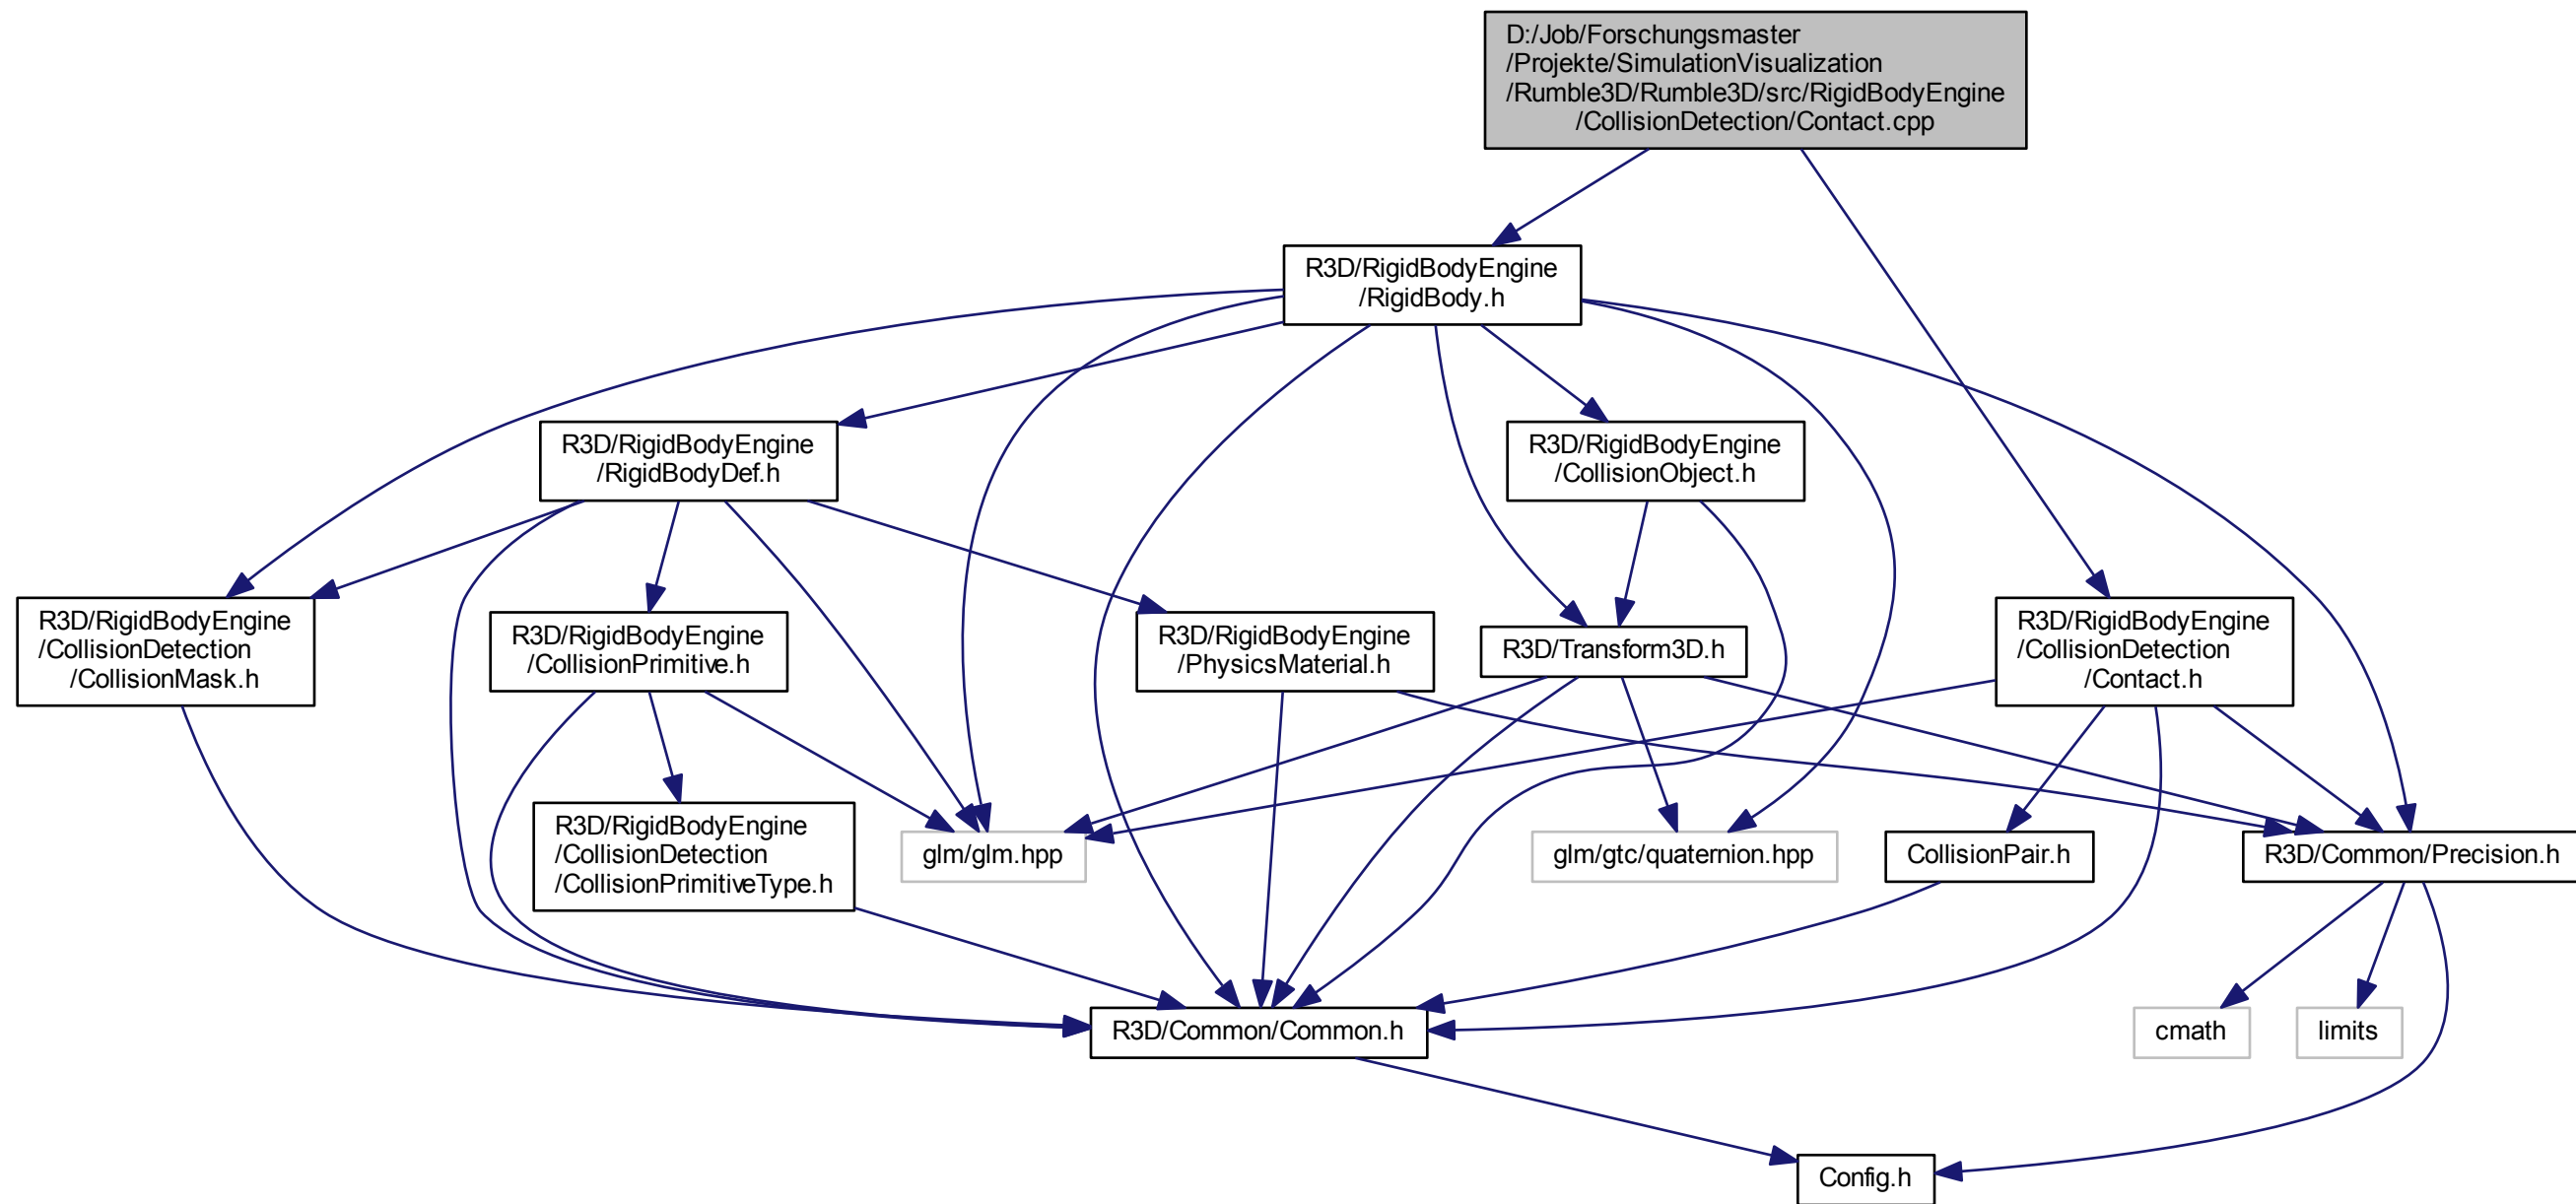 D:/Job/Forschungsmaster
/Projekte/SimulationVisualization
/Rumble3D/Rumble3D/src/RigidBodyEngine
/CollisionDetection/Contact.cpp
R3D/RigidBodyEngine
/RigidBody.h
R3D/RigidBodyEngine
/RigidBodyDef.h
R3D/RigidBodyEngine
/CollisionObject.h
R3D/RigidBodyEngine
/CollisionDetection
/CollisionMask.h
R3D/RigidBodyEngine
/CollisionPrimitive.h
R3D/RigidBodyEngine
/PhysicsMaterial.h
R3D/Transform3D.h
R3D/RigidBodyEngine
/CollisionDetection
/Contact.h
R3D/RigidBodyEngine
/CollisionDetection
/CollisionPrimitiveType.h
glm/glm.hpp
glm/gtc/quaternion.hpp
CollisionPair.h
R3D/Common/Precision.h
R3D/Common/Common.h
cmath
limits
Config.h